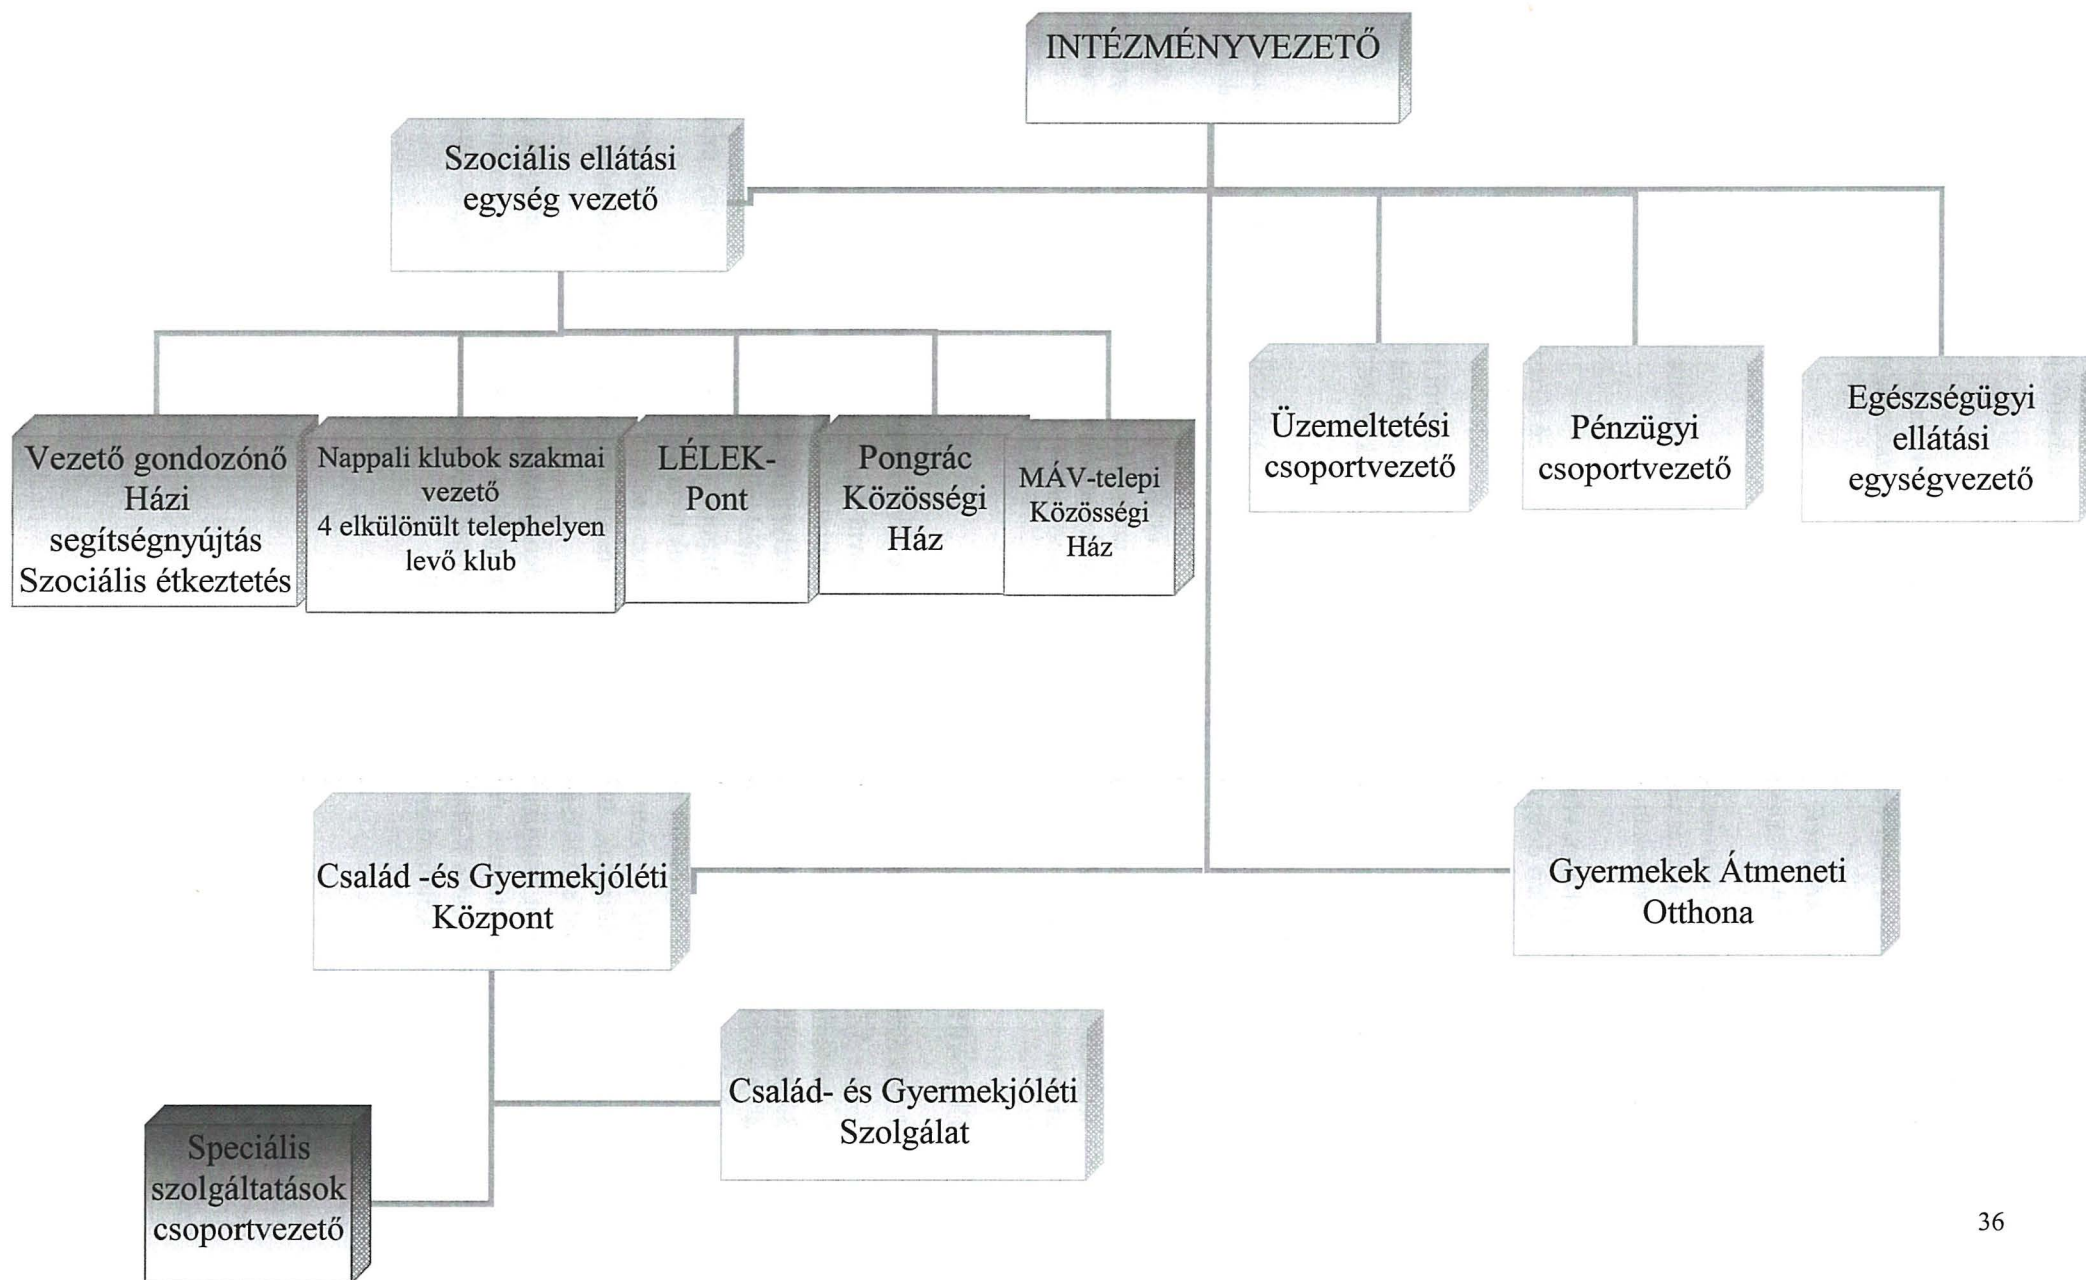 INTÉZMÉNYVEZETŐ
Szociális ellátási
egység vezető
Vezető gondozónő
Házi
segítségnyújtás
Szociális étkeztetés
Nappali klubok szakmai
vezető
4 elkülönült telephelyen
levő klub
LÉLEK-
Pont
Pongrác
Közösségi
Ház
MÁV-telepi
Közösségi
Ház
Üzemeltetési
csoportvezető
Pénzügyi
csoportvezető
Egészségügyi
ellátási
egységvezető
Család -és Gyermekjóléti
Központ
Gyermekek Átmeneti
Otthona
Család- és Gyermekjóléti
Szolgálat
Speciális
szolgáltatások
csoportvezető
36